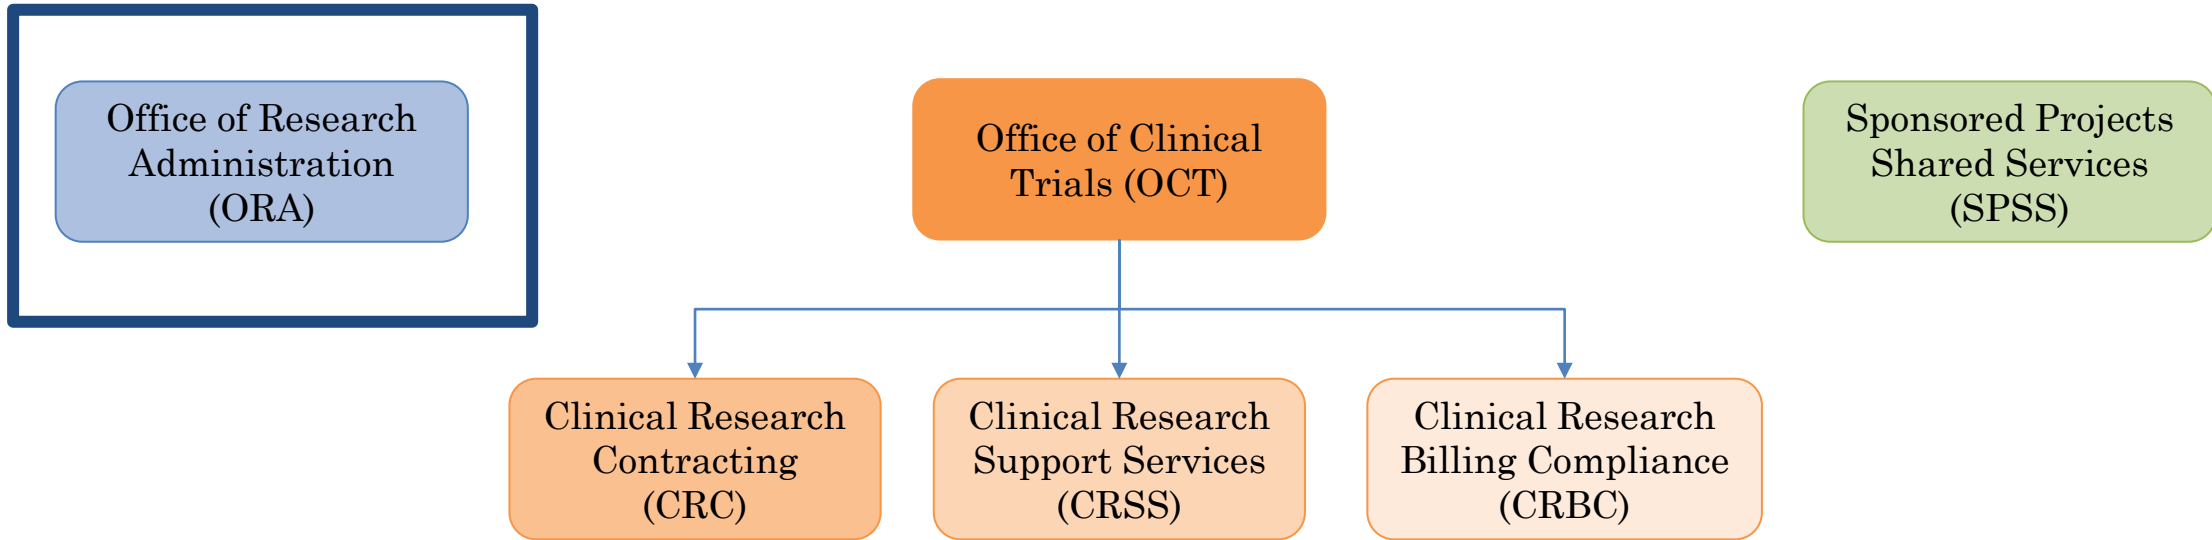 Office of Research
Administration
(ORA)
Office of Clinical
Trials (OCT)
Sponsored Projects
Shared Services
(SPSS)
Clinical Research
Contracting
(CRC)
Clinical Research
Support Services
(CRSS)
Clinical Research
Billing Compliance
(CRBC)